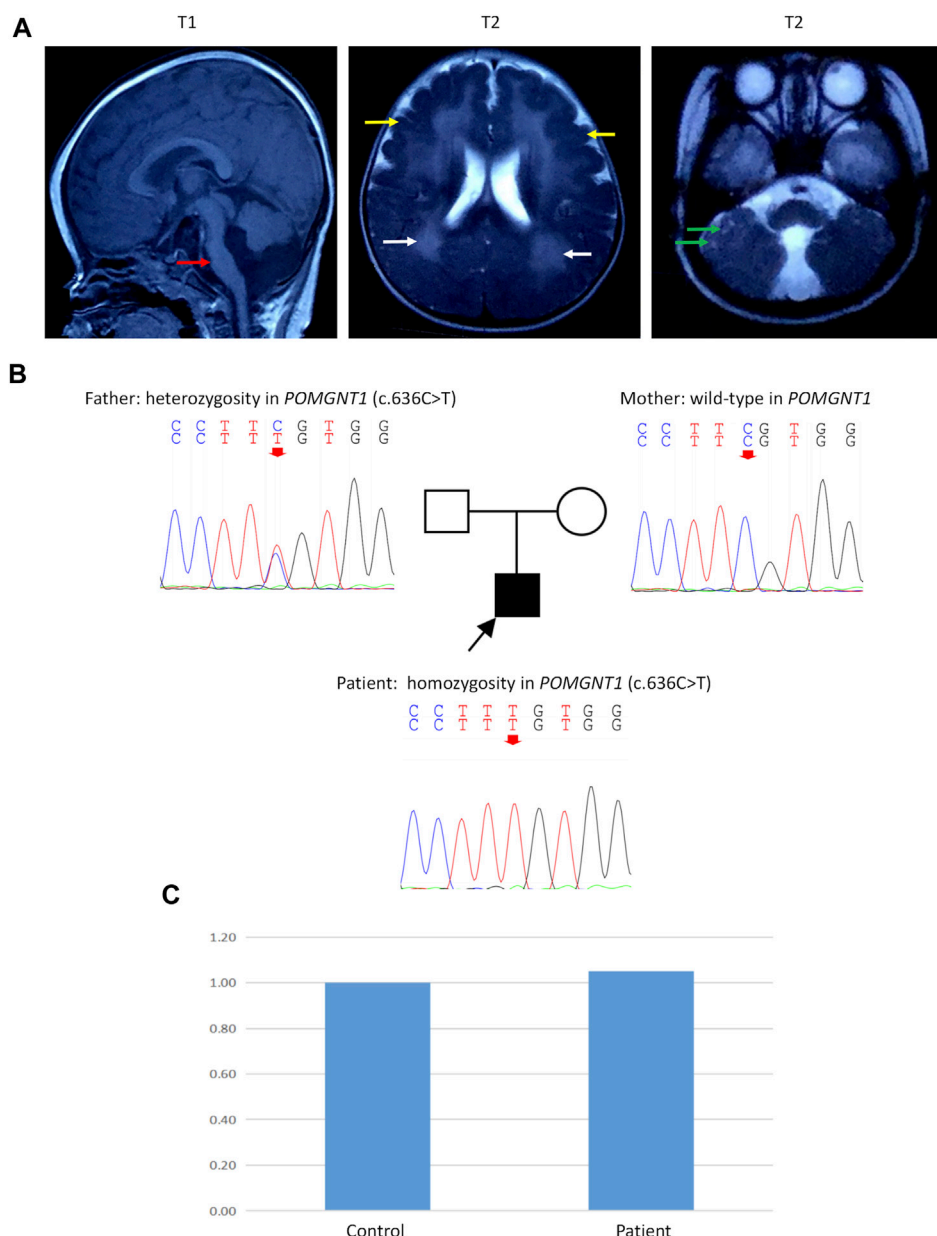 A
T1 T2 T2
B
Father: heterozygosity in POMGNT1 (c.636C>T)
Mother: wild-type in POMGNT1
C C T T C G T G G
C C T T T G T G G
C C T T C G T G G
C C T T C G T G G
Patient: homozygosity in POMGNT1 (c.636C>T)
C C T T T G T G G
C C T T T G T G G
C
1.20
1.00
0.80
0.60
0.40
0.20
0.00
Control Patient